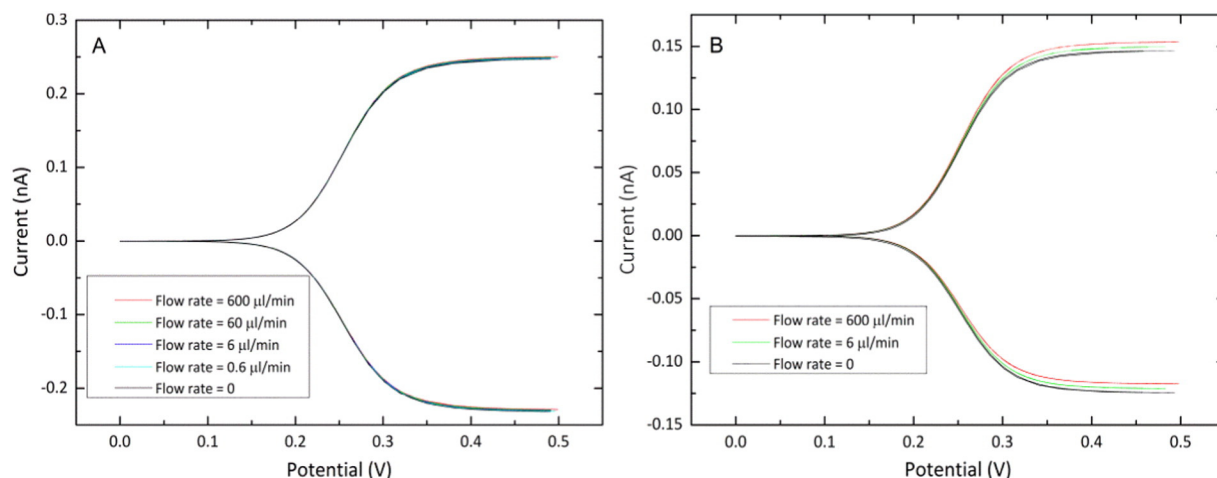 A
0.3
0.2
0.1
0.0
-0.1
-0.2
Current (nA)
Flow rate = 600 μl/min
Flow rate = 60 μl/min
Flow rate = 6 μl/min
Flow rate = 0.6 μl/min
Flow rate = 0
0.0 0.1 0.2 0.3 0.4 0.5
Potential (V)
B
0.15
0.10
0.05
0.00
-0.05
-0.10
-0.15
Current (nA)
Flow rate = 600 μl/min
Flow rate = 6 μl/min
Flow rate = 0
0.0 0.1 0.2 0.3 0.4 0.5
Potential (V)